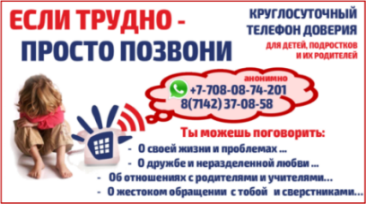 ЕСЛИ ТРУДНО -
ПРОСТО ПОЗВОНИ
КРУГЛОСУТОЧНЫЙ
ТЕЛЕФОН ДОВЕРИЯ
ДЛЯ ДЕТЕЙ, ПОДРОСТКОВ
И ИХ РОДИТЕЛЕЙ
анонимно
+7-708-08-74-201
8(7142) 37-08-58
Ты можешь поговорить:
- О своей жизни и проблемах ...
- О дружбе и неразделенной любви ...
- Об отношениях с родителями и учителями...
- О жестоком обращении с тобой и сверстниками...